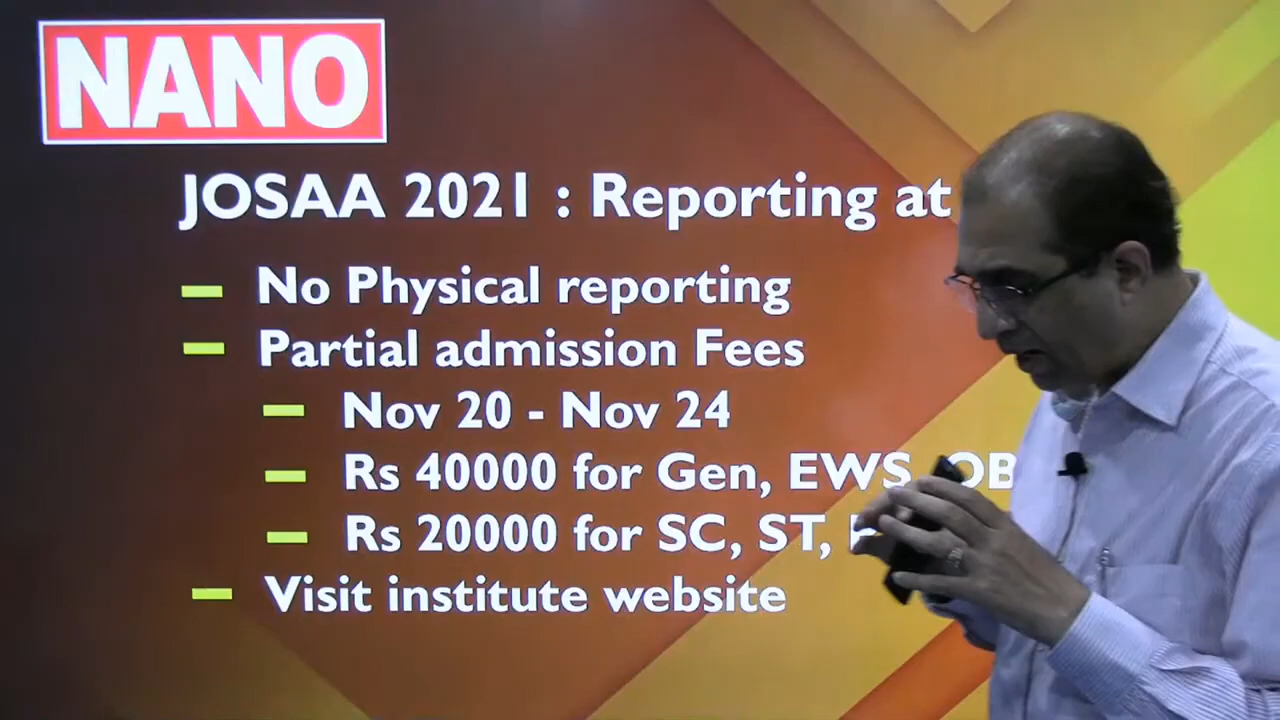 NANO
JOSAA 2021 : Reporting at
No Physical reporting
Partial admission Fees
Nov 20 - Nov 24
Rs 40000 for Gen, EWS, OB
Rs 20000 for SC, ST,
Visit institute website